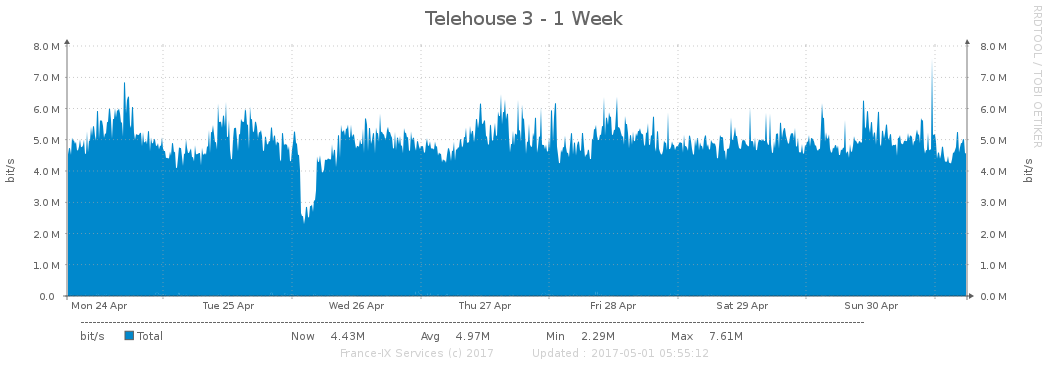 Telehouse 3 - 1 Week
RRDTOOL / TOBI OETIKER
8.0 M 8.0 M
7.0 M 7.0 M
6.0 M 6.0 M
5.0 M 5.0 M
4.0 M 4.0 M
3.0 M 3.0 M
2.0 M 2.0 M
1.0 M 1.0 M
0.0 0.0 M
bit/s
bit/s
Mon 24 Apr Tue 25 Apr Wed 26 Apr Thu 27 Apr Fri 28 Apr Sat 29 Apr Sun 30 Apr
bit/s Total Now 4.43M Avg 4.97M Min 2.29M Max 7.61M
France-IX Services (c) 2017 Updated : 2017-05-01 05:55:12